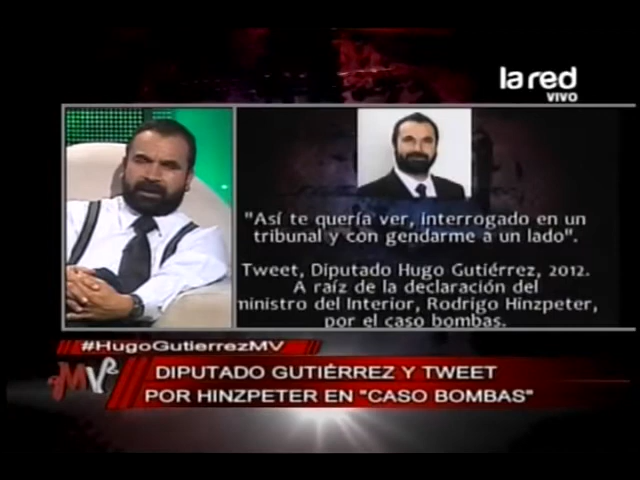 la red
VIVO
"Así te quería ver, interrogado en un
tribunal y con gendarme a un lado".
Tweet, Diputado Hugo Gutiérrez, 2012.
A raíz de la declaración del
ministro del Interior, Rodrigo Hinzpeter,
por el caso bombas.
#HugoGutierrezMV
MV
DIPUTADO GUTIÉRREZ Y TWEET
POR HINZPETER EN "CASO BOMBAS"